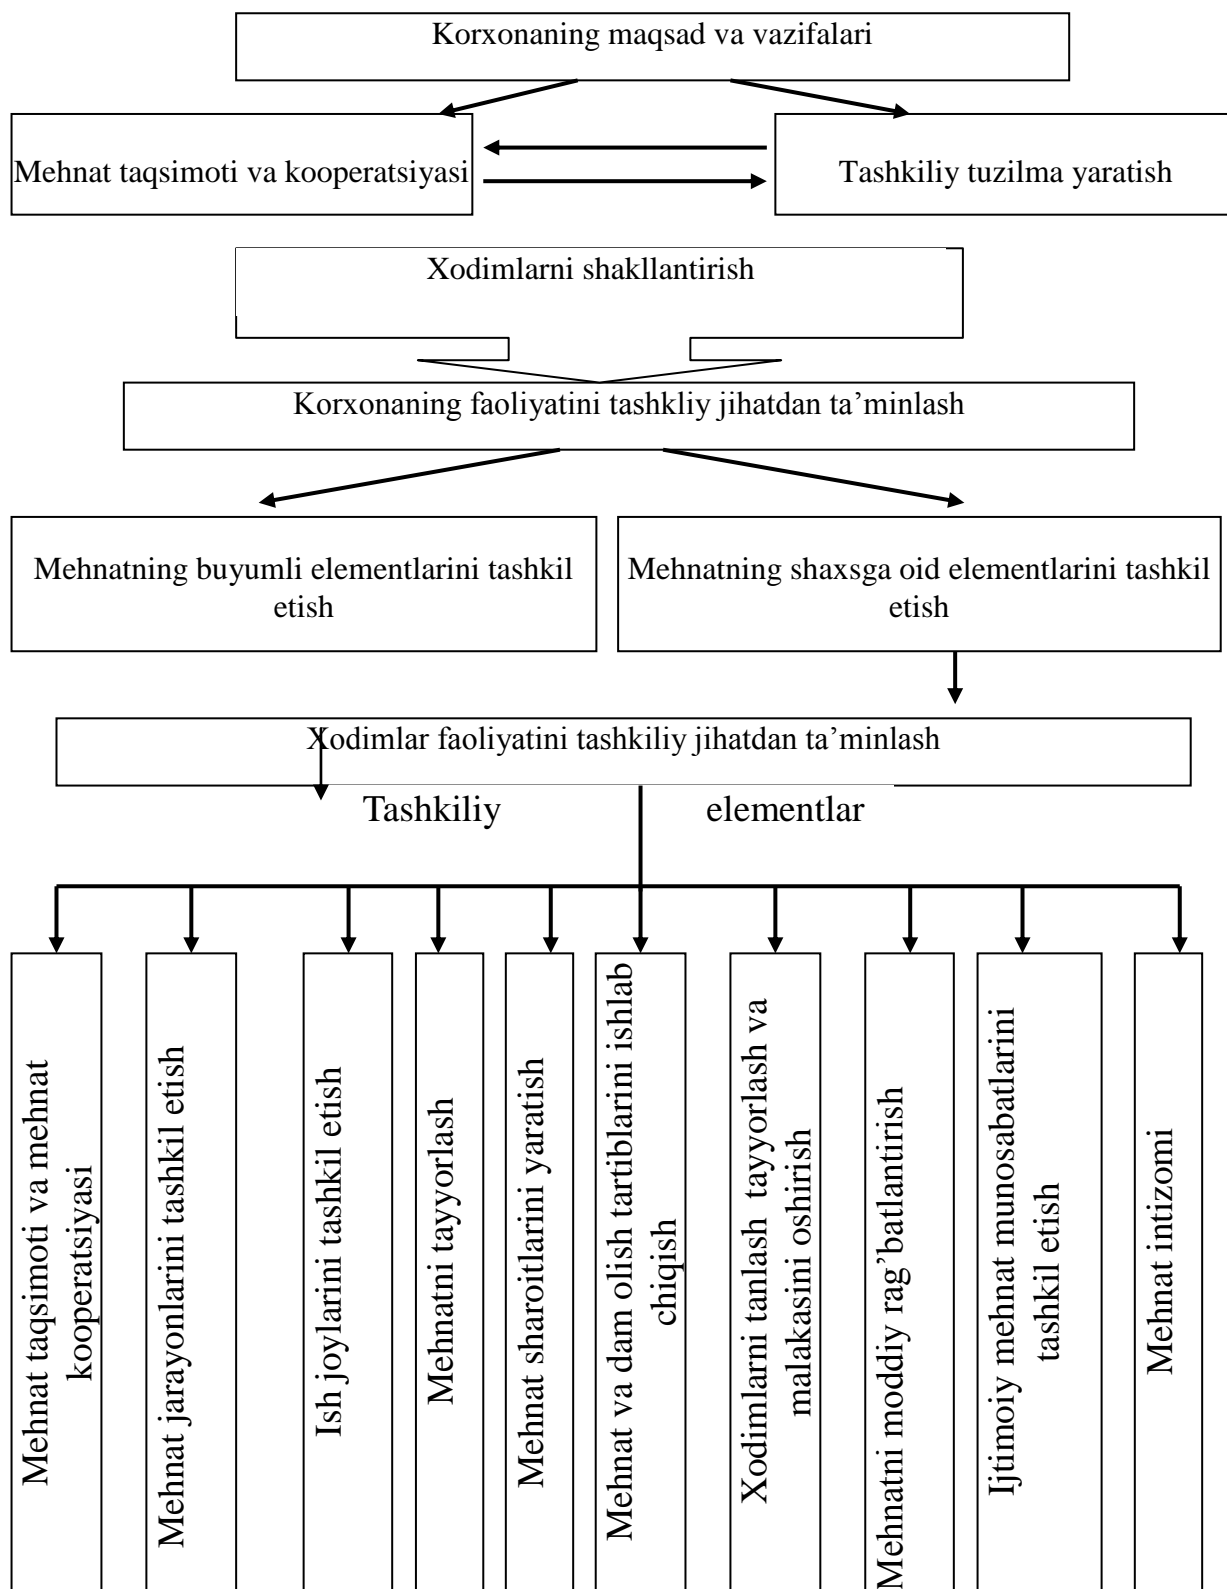 Korxonaning maqsad va vazifalari
Mehnat taqsimoti va kooperatsiyasi
Tashkiliy tuzilma yaratish
Xodimlarni shakllantirish
Korxonaning faoliyatini tashkliy jihatdan ta’minlash
Mehnatning buyumli elementlarini tashkil
etish
Mehnatning shaxsga oid elementlarini tashkil
etish
Xodimlar faoliyatini tashkiliy jihatdan ta’minlash
Tashkiliy elementlar
Mehnat taqsimoti va mehnat
kooperatsiyasi
Mehnat jarayonlarini tashkil etish
Ish joylarini tashkil etish
Mehnatni tayyorlash
Mehnat sharoitlarini yaratish
Mehnat va dam olish tartiblarini ishlab
chiqish
Xodimlarni tanlash tayyorlash va
malakasini oshirish
Mehnatni moddiy rag’batlantirish
Ijtimoiy mehnat munosabatlarini
tashkil etish
Mehnat intizomi